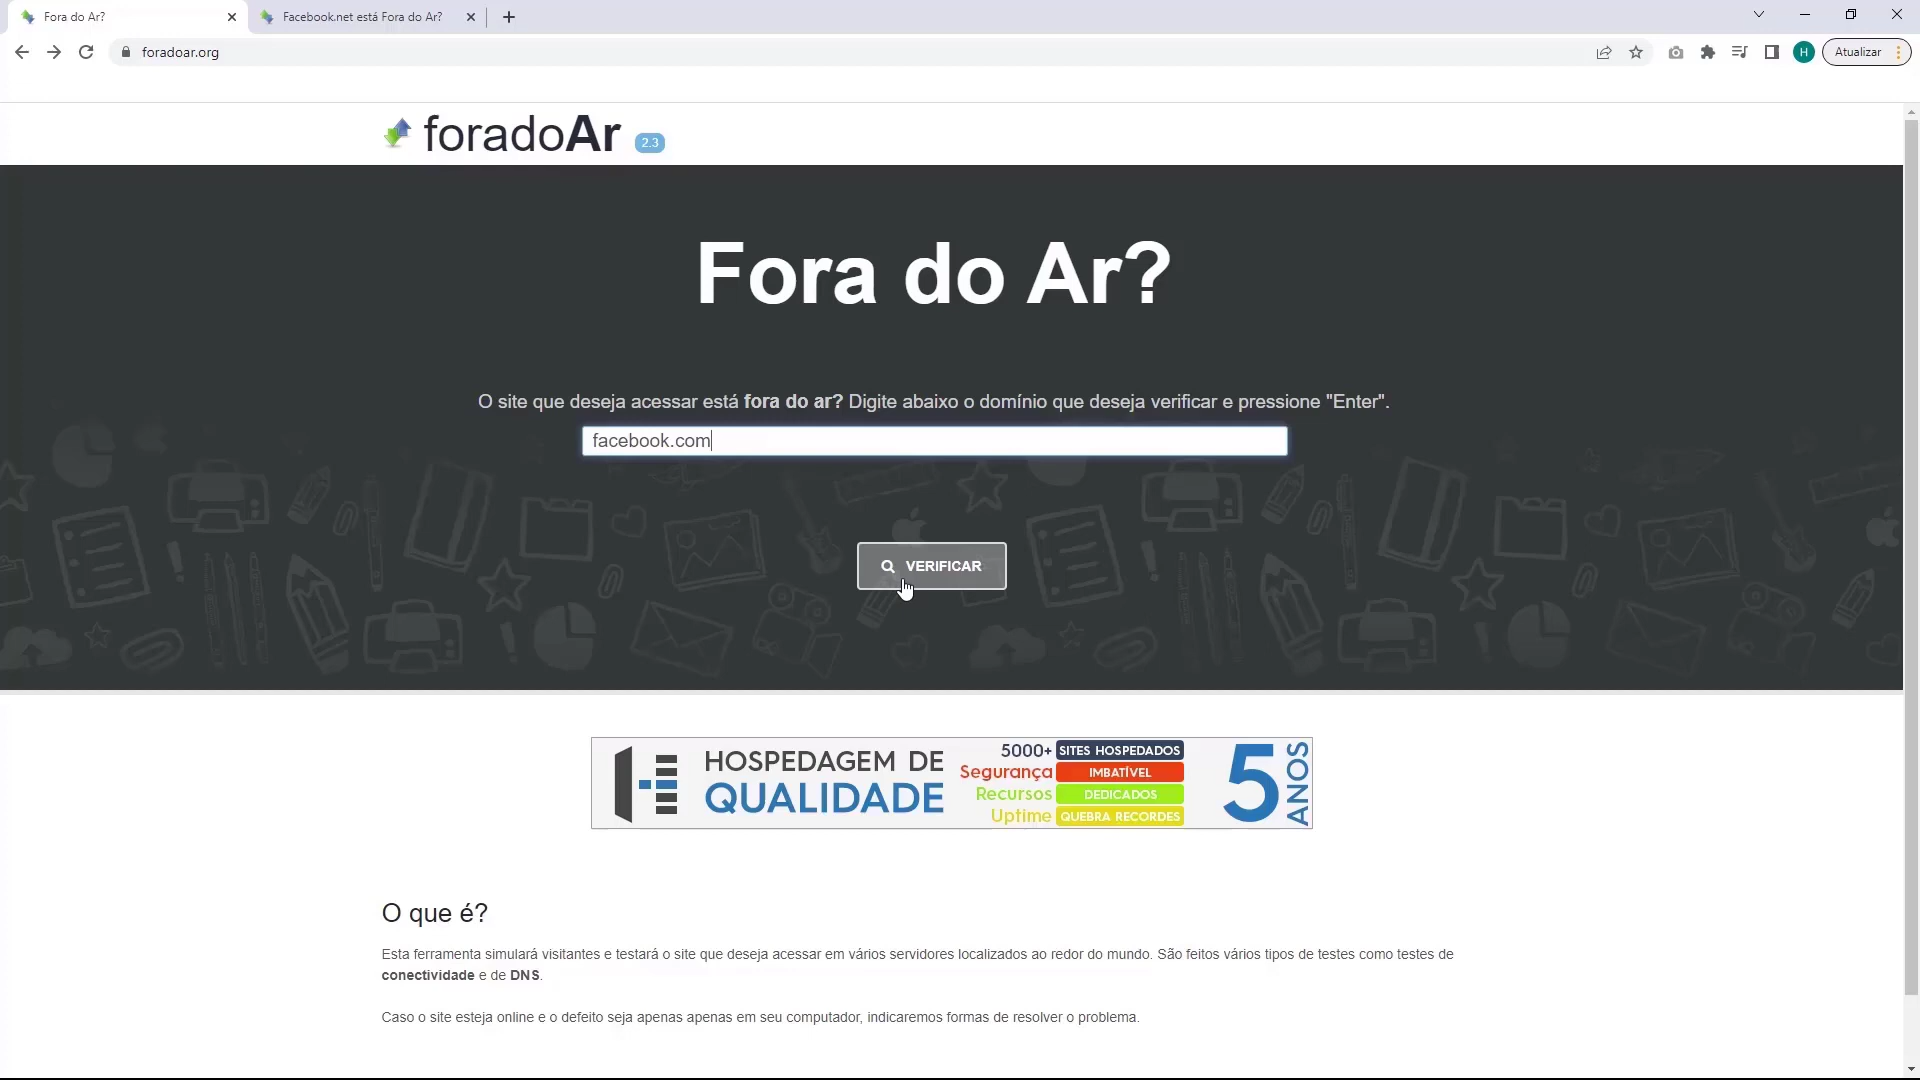 Fora do Ar?
Facebook.net está Fora do Ar?
foradoar.org
H
Atualizar
foradoAr 2.3
Fora do Ar?
O site que deseja acessar está fora do ar? Digite abaixo o domínio que deseja verificar e pressione "Enter".
facebook.com
VERIFICAR
HOSPEDAGEM DE
QUALIDADE
5000+ SITES HOSPEDADOS
Segurança IMBATÍVEL
Recursos DEDICADOS
Uptime QUEBRA RECORDES
5 ANOS
O que é?
Esta ferramenta simulará visitantes e testará o site que deseja acessar em vários servidores localizados ao redor do mundo. São feitos vários tipos de testes como testes de
conectividade e de DNS.
Caso o site esteja online e o defeito seja apenas apenas em seu computador, indicaremos formas de resolver o problema.